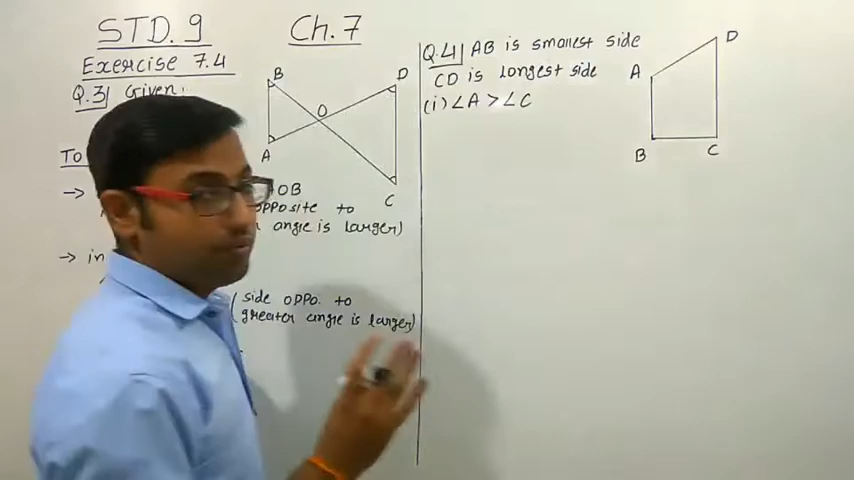 STD. 9
Ch. 7
Exercise 7.4
Q.3| Given:
B
D
O
A
C
To
→
OB
opposite to
angle is larger)
→ in
(side oppo. to
greater angle is larger)
Q.4| AB is smallest side
CD is longest side
(i) ∠A > ∠C
D
A
B
C